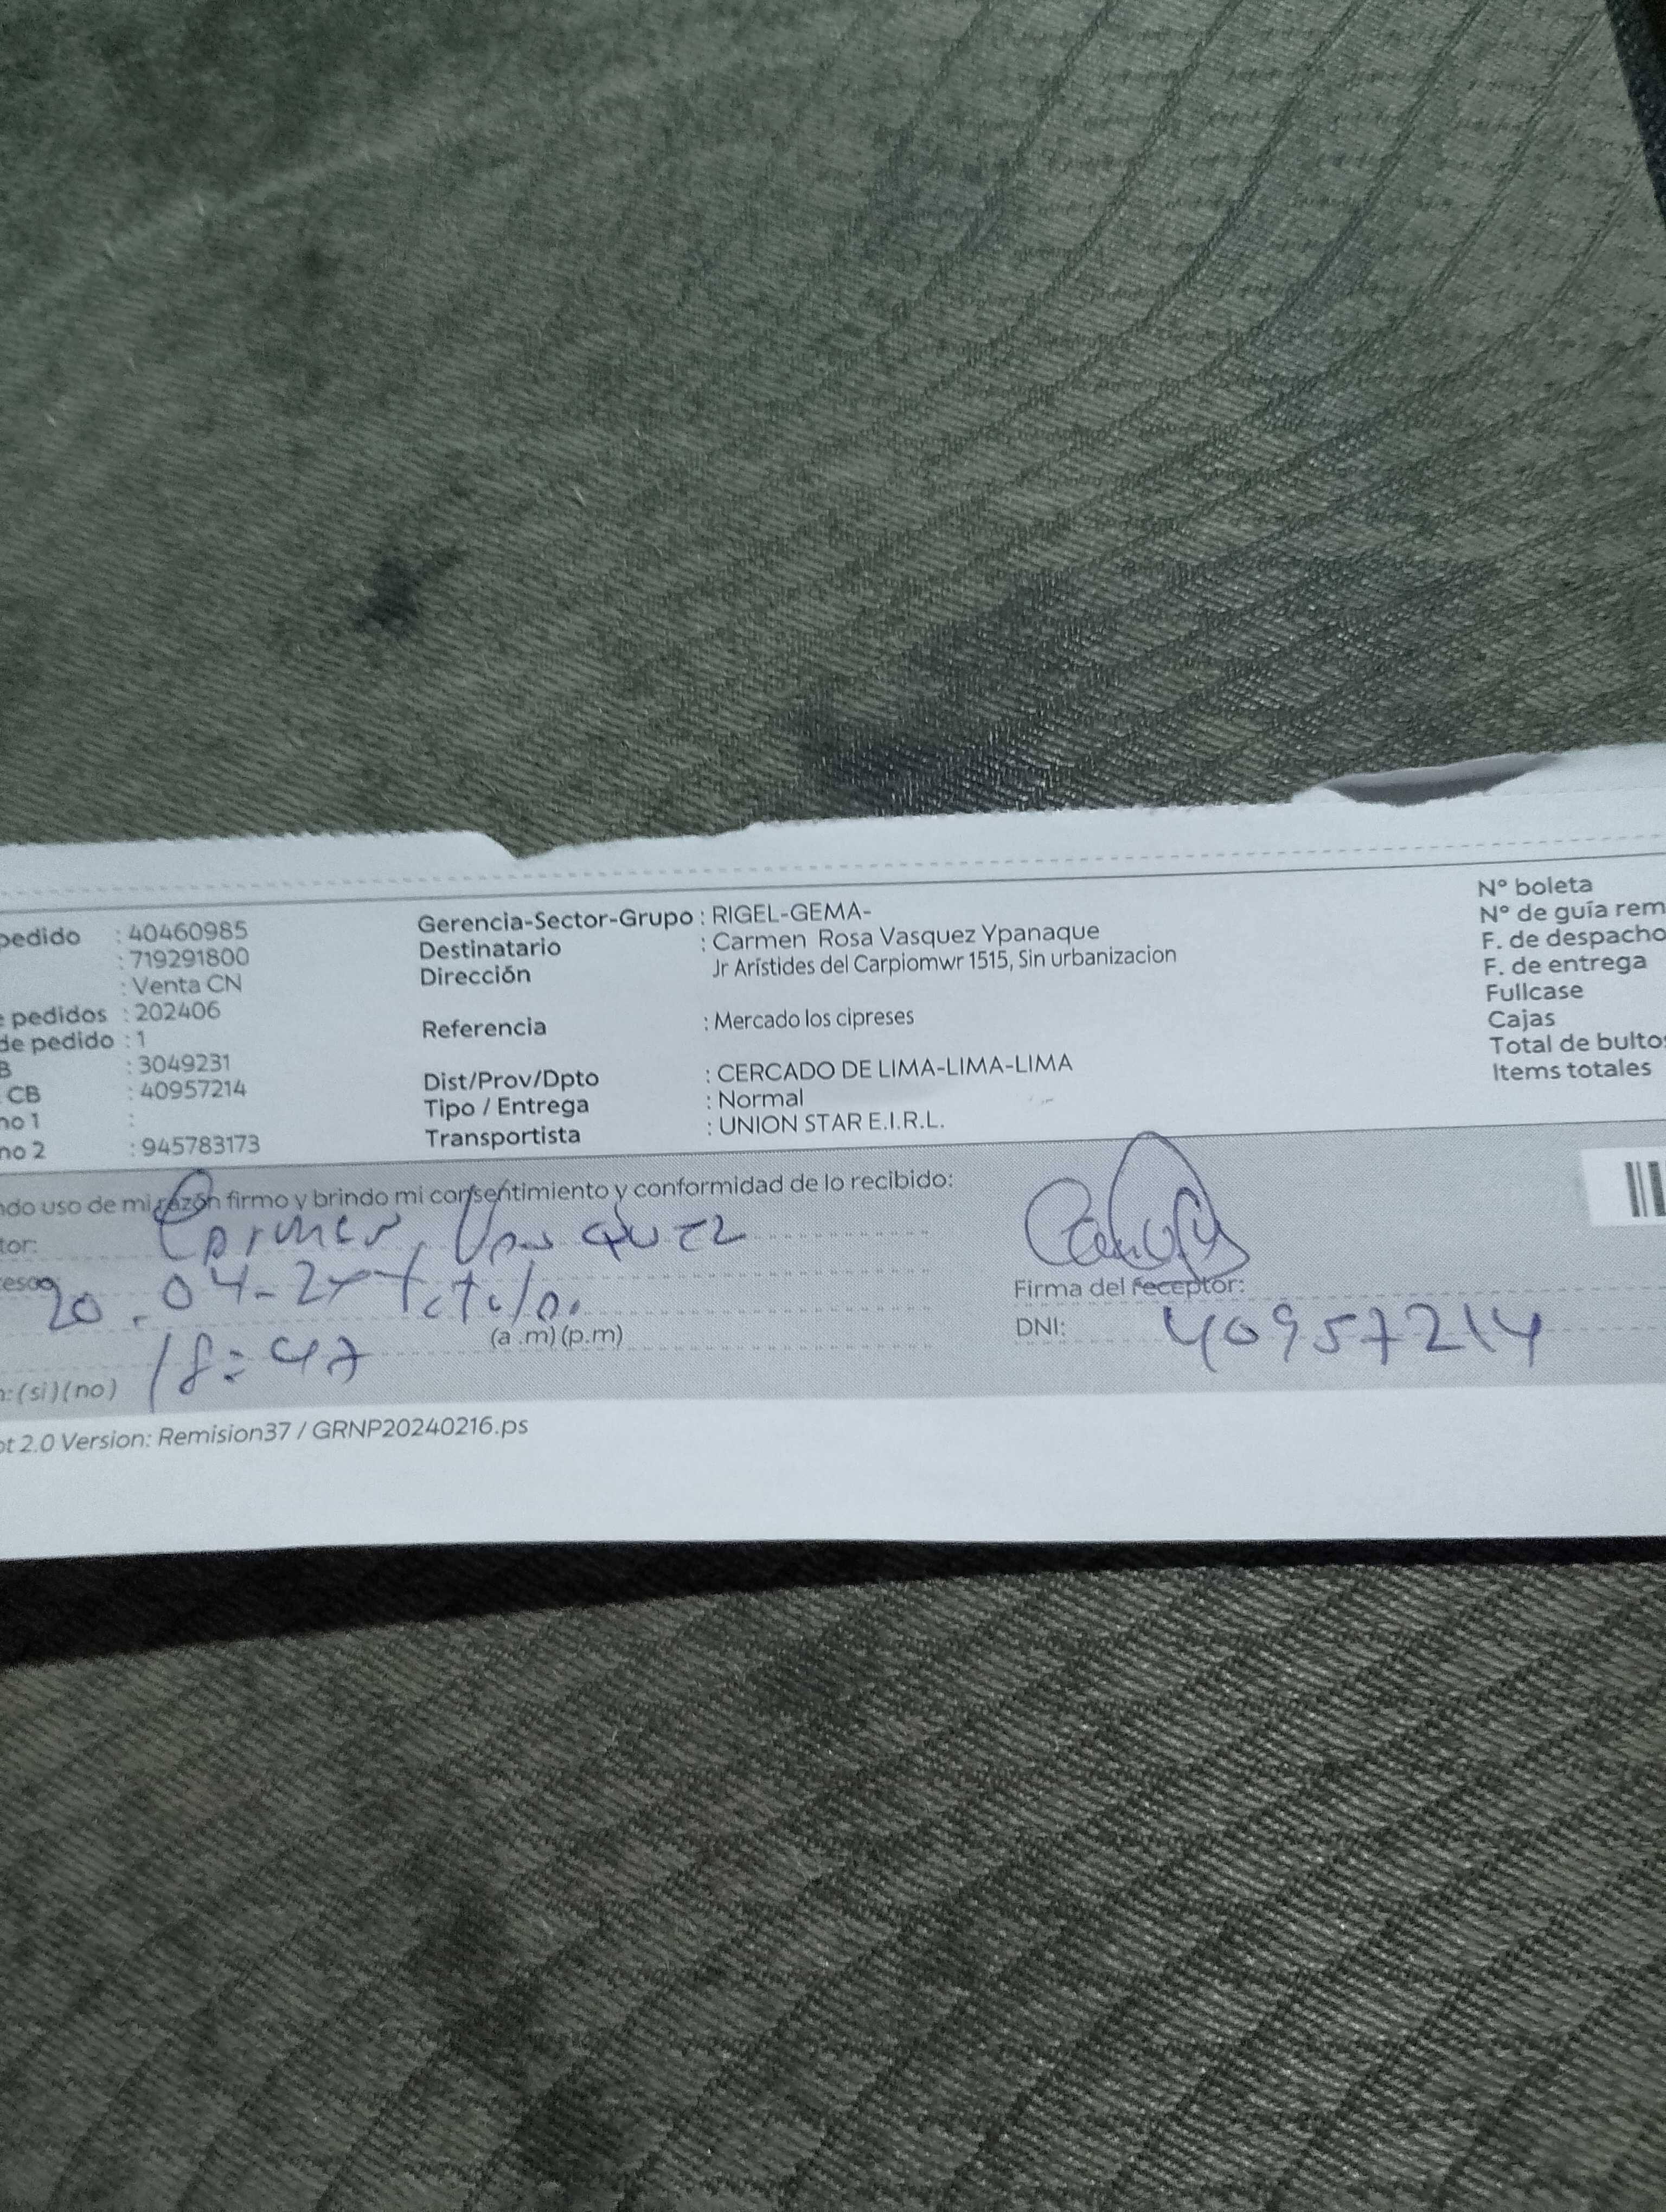 pedido : 40460985
: 719291800
: Venta CN
e pedidos : 202406
de pedido : 1
B : 3049231
CB : 40957214
no 1 :
no 2 : 945783173
Gerencia-Sector-Grupo : RIGEL-GEMA-
Destinatario : Carmen Rosa Vasquez Ypanaque
Dirección Jr Arístides del Carpiomwr 1515, Sin urbanizacion
Referencia : Mercado los cipreses
Dist/Prov/Dpto : CERCADO DE LIMA-LIMA-LIMA
Tipo / Entrega : Normal
Transportista : UNION STAR E.I.R.L.
N° boleta
N° de guía rem
F. de despacho
F. de entrega
Fullcase
Cajas
Total de bultos
Items totales
ndo uso de mi razón firmo y brindo mi consentimiento y conformidad de lo recibido:
tor: Carmen Vasquez
20.04-24 Titular
(a .m) (p.m)
18:47
n: (si) (no)
Firma del receptor:
DNI: 40957214
ot 2.0 Version: Remision37 / GRNP20240216.ps